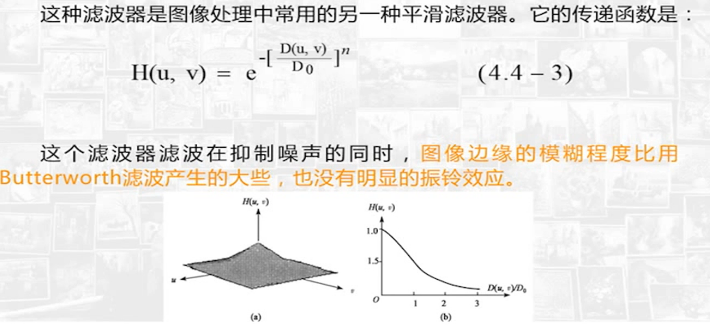 这种滤波器是图像处理中常用的另一种平滑滤波器。它的传递函数是：
H(u, v) = e^-[D(u, v)/D0]^n (4.4－3)
这个滤波器滤波在抑制噪声的同时，图像边缘的模糊程度比用
Butterworth滤波产生的大些，也没有明显的振铃效应。
H(u, v)
u
v
(a)
H(u, v)
1.0
1.5
O
1 2 3
D(u, v)/D0
(b)